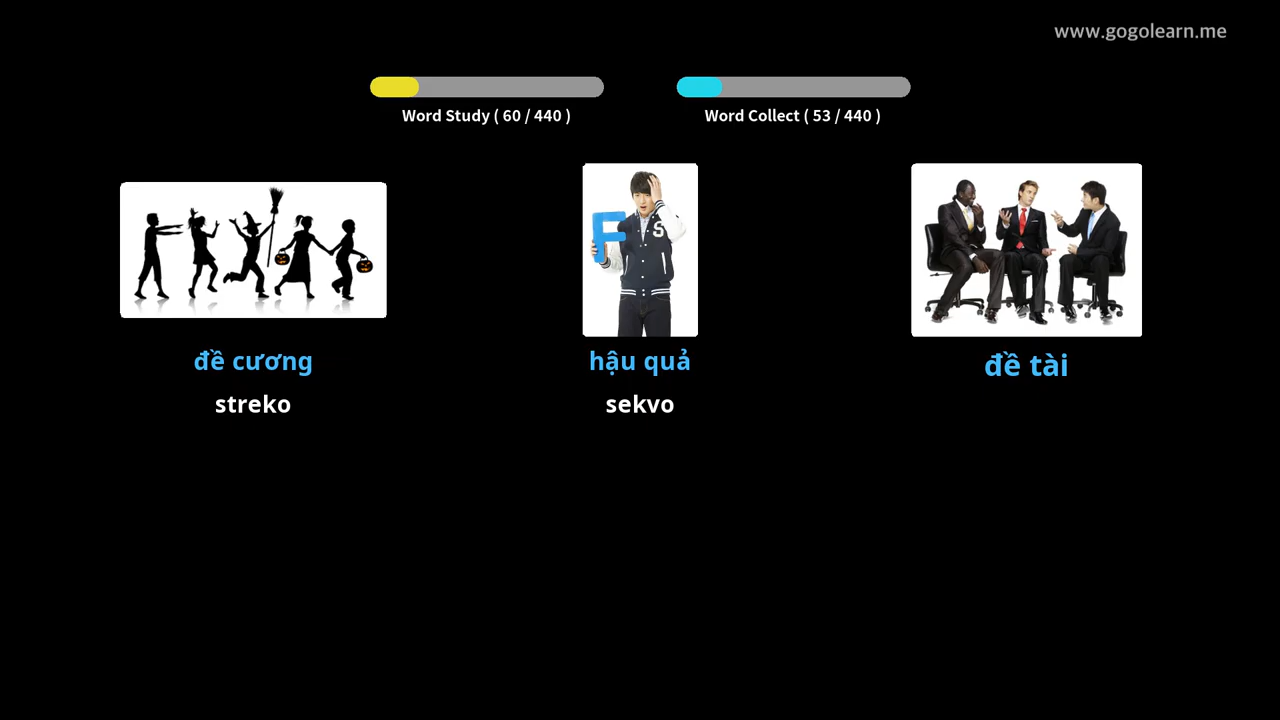 www.gogolearn.me
Word Study ( 60 / 440 )
Word Collect ( 53 / 440 )
F
S
đề cương
hậu quả
đề tài
streko
sekvo